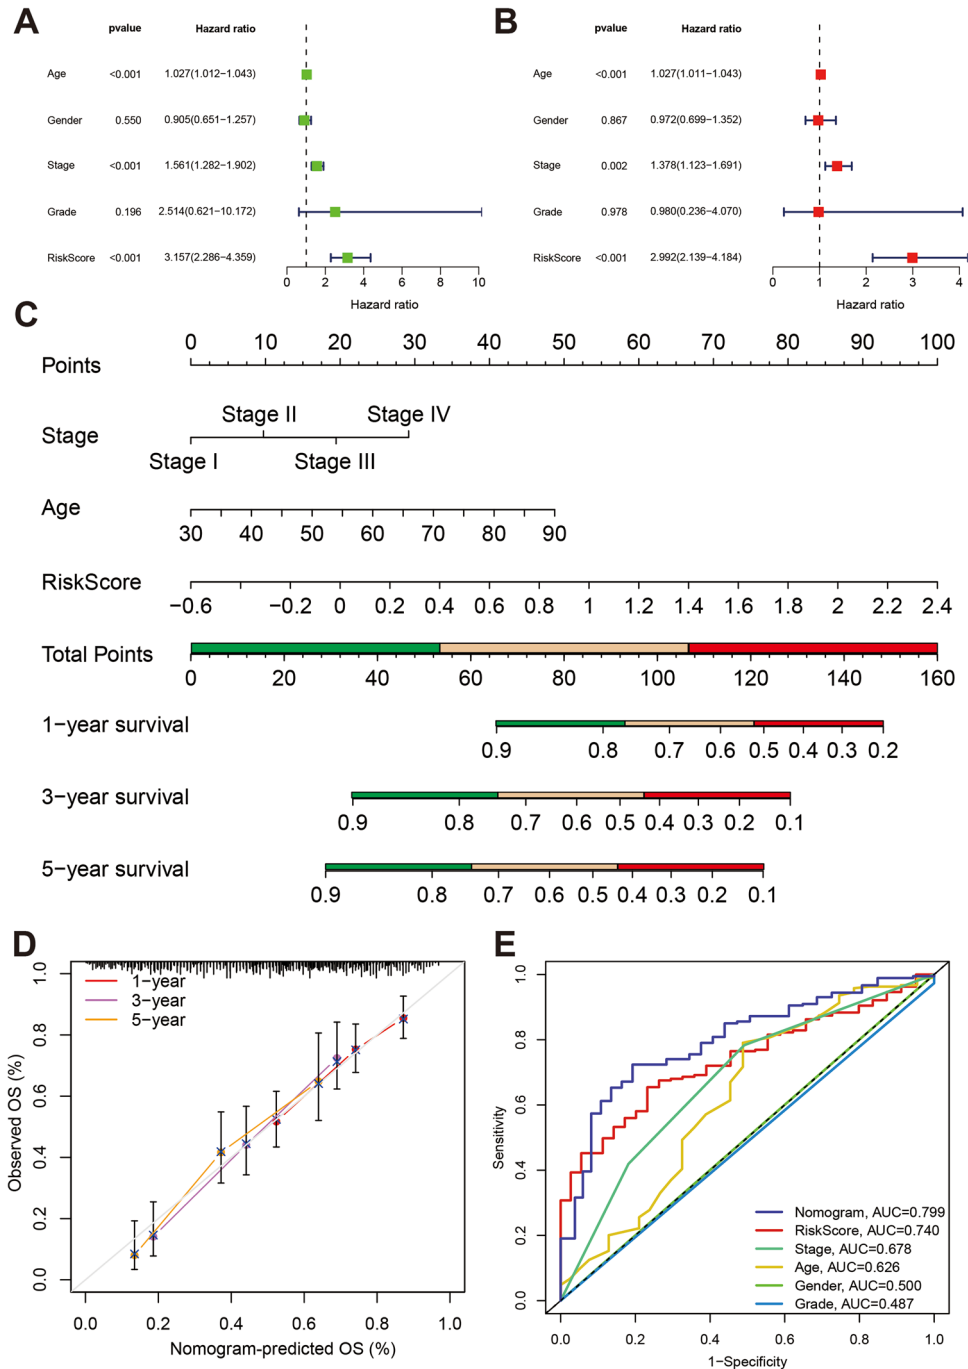 A
pvalue Hazard ratio
Age <0.001 1.027(1.012−1.043)
Gender 0.550 0.905(0.651−1.257)
Stage <0.001 1.561(1.282−1.902)
Grade 0.196 2.514(0.621−10.172)
RiskScore <0.001 3.157(2.286−4.359)
0 2 4 6 8 10
Hazard ratio
B
pvalue Hazard ratio
Age <0.001 1.027(1.011−1.043)
Gender 0.867 0.972(0.699−1.352)
Stage 0.002 1.378(1.123−1.691)
Grade 0.978 0.980(0.236−4.070)
RiskScore <0.001 2.992(2.139−4.184)
0 1 2 3 4
Hazard ratio
C
0 10 20 30 40 50 60 70 80 90 100
Points
Stage II Stage IV
Stage
Stage I Stage III
Age
30 40 50 60 70 80 90
RiskScore
−0.6 −0.2 0 0.2 0.4 0.6 0.8 1 1.2 1.4 1.6 1.8 2 2.2 2.4
Total Points
0 20 40 60 80 100 120 140 160
1−year survival
0.9 0.8 0.7 0.6 0.5 0.4 0.3 0.2
3−year survival
0.9 0.8 0.7 0.6 0.5 0.4 0.3 0.2 0.1
5−year survival
0.9 0.8 0.7 0.6 0.5 0.4 0.3 0.2 0.1
D
1−year
3−year
5−year
Observed OS (%)
0.0 0.2 0.4 0.6 0.8 1.0
0.0 0.2 0.4 0.6 0.8 1.0
Nomogram-predicted OS (%)
E
Sensitivity
0.0 0.2 0.4 0.6 0.8 1.0
Nomogram, AUC=0.799
RiskScore, AUC=0.740
Stage, AUC=0.678
Age, AUC=0.626
Gender, AUC=0.500
Grade, AUC=0.487
0.0 0.2 0.4 0.6 0.8 1.0
1−Specificity